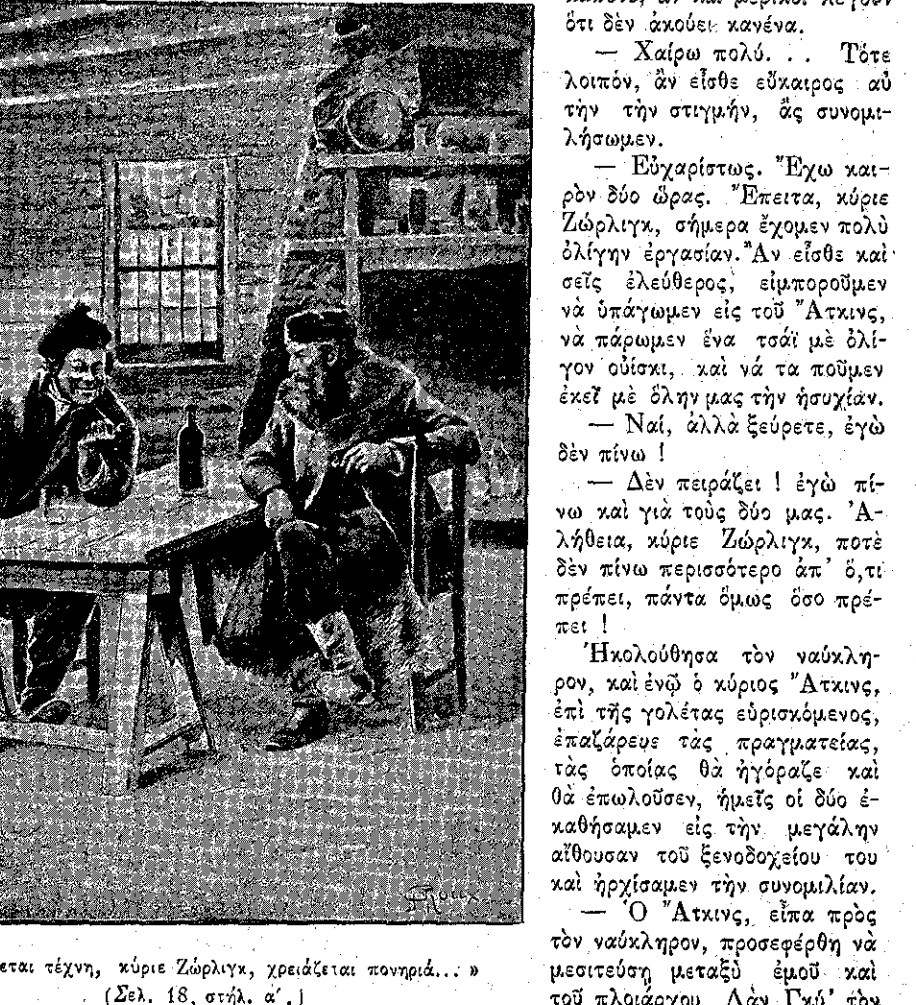 ὅτι δὲν ἀκούει κανένα.
— Χαίρω πολύ. . . Τότε
λοιπόν, ἂν εἶσθε εὔκαιρος αὐ
τὴν τὴν στιγμήν, ἂς συνομι-
λήσωμεν.
— Εὐχαρίστως. Ἔχω και-
ρὸν δύο ὥρας. Ἔπειτα, κύριε
Ζώρλιγκ, σήμερα ἔχομεν πολὺ
ὀλίγην ἐργασίαν. Ἂν εἶσθε καὶ
σεῖς ἐλεύθερος, εἰμποροῦμεν
νὰ ὑπάγωμεν εἰς τοῦ Ἄτκινς,
νὰ πάρωμεν ἕνα τσάϊ μὲ ὀλί-
γον οὐίσκι, καὶ νά τα ποῦμεν
ἐκεῖ μὲ ὅλην μας τὴν ἡσυχίαν.
— Ναί, ἀλλὰ ξεύρετε, ἐγὼ
δὲν πίνω !
— Δὲν πειράζει ! ἐγὼ πί-
νω καὶ γιὰ τοὺς δύο μας. Ἀ-
λήθεια, κύριε Ζώρλιγκ, ποτὲ
δὲν πίνω περισσότερο ἀπ' ὅ,τι
πρέπει, πάντα ὅμως ὅσο πρέ-
πει !
Ἠκολούθησα τὸν ναύκλη-
ρον, καὶ ἐνῷ ὁ κύριος Ἄτκινς,
ἐπὶ τῆς γολέτας εὑρισκόμενος,
ἐπαζάρευε τὰς πραγματείας,
τὰς ὁποίας θὰ ἠγόραζε καὶ
θὰ ἐπωλοῦσεν, ἡμεῖς οἱ δύο ἐ-
καθήσαμεν εἰς τὴν μεγάλην
αἴθουσαν τοῦ ξενοδοχείου του
καὶ ἠρχίσαμεν τὴν συνομιλίαν.
— Ὁ Ἄτκινς, εἶπα πρὸς
τὸν ναύκληρον, προσεφέρθη νὰ
μεσιτεύσῃ μεταξὺ ἐμοῦ καὶ
τοῦ πλοιάρχου Λὰν Γκύ' τὸν
εται τέχνη, κύριε Ζώρλιγκ, χρειάζεται πονηριά... »
(Σελ. 18, στήλ. α΄.)